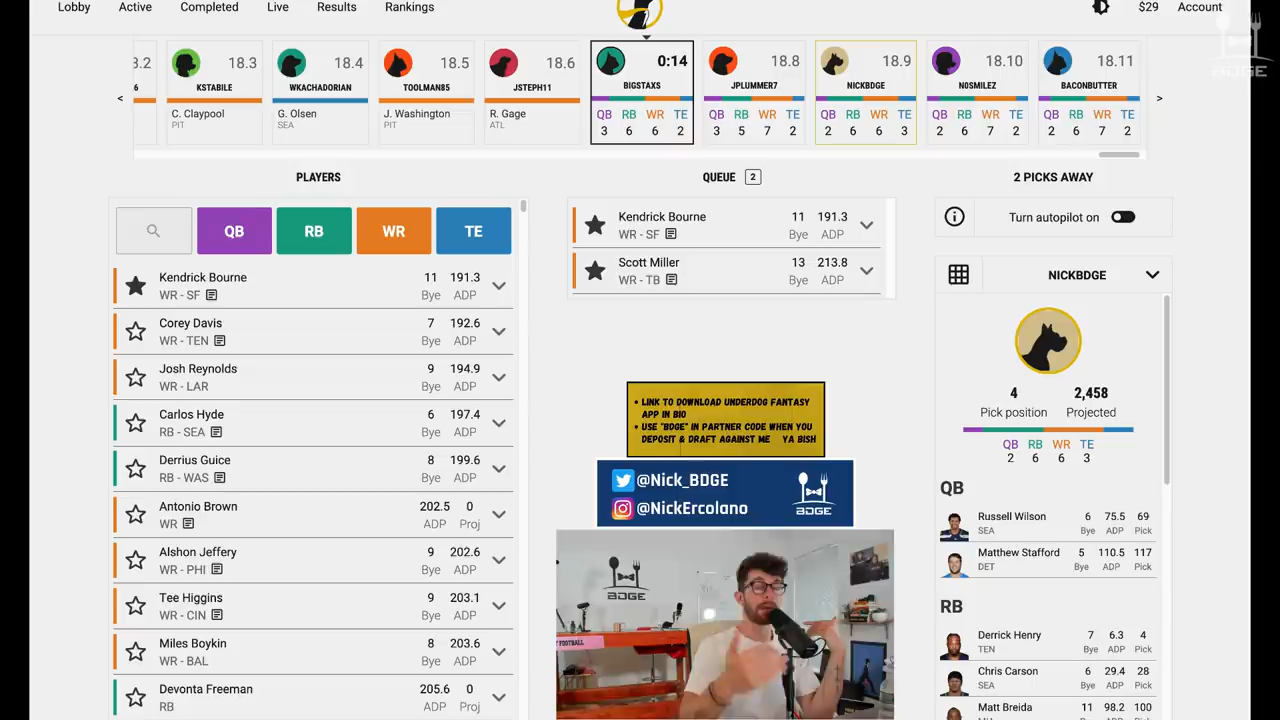 Lobby Active Completed Live Results Rankings $29 Account
BDGE
3.2 18.3 18.4 18.5 18.6 0:14 18.8 18.9 18.10 18.11
6 KSTABILE WKACHADORIAN TOOLMAN85 JSTEPH11 BIGSTAXS JPLUMMER7 NICKBDGE NOSMILEZ BACONBUTTER
< >
C. Claypool G. Olsen J. Washington R. Gage QB RB WR TE QB RB WR TE QB RB WR TE QB RB WR TE QB RB WR TE
PIT SEA PIT ATL 3 6 6 2 3 5 7 2 2 6 6 3 2 6 7 2 2 6 7 2
PLAYERS
QB RB WR TE
Kendrick Bourne 11 191.3
WR - SF Bye ADP
Corey Davis 7 192.6
WR - TEN Bye ADP
Josh Reynolds 9 194.9
WR - LAR Bye ADP
Carlos Hyde 6 197.4
RB - SEA Bye ADP
Derrius Guice 8 199.6
RB - WAS Bye ADP
Antonio Brown 202.5 0
WR ADP Proj
Alshon Jeffery 9 202.6
WR - PHI Bye ADP
Tee Higgins 9 203.1
WR - CIN Bye ADP
Miles Boykin 8 203.6
WR - BAL Bye ADP
Devonta Freeman 205.6 0
RB ADP Proj
QUEUE 2
Kendrick Bourne 11 191.3
WR - SF Bye ADP
Scott Miller 13 213.8
WR - TB Bye ADP
• LINK TO DOWNLOAD UNDERDOG FANTASY
APP IN BIO
• USE "BDGE" IN PARTNER CODE WHEN YOU
DEPOSIT & DRAFT AGAINST ME YA BISH
@Nick_BDGE
@NickErcolano
BDGE
BDGE
FOOTBALL
2 PICKS AWAY
Turn autopilot on
NICKBDGE
4 2,458
Pick position Projected
QB RB WR TE
2 6 6 3
QB
Russell Wilson 6 75.5 69
SEA Bye ADP Pick
Matthew Stafford 5 110.5 117
DET Bye ADP Pick
RB
Derrick Henry 7 6.3 4
TEN Bye ADP Pick
Chris Carson 6 29.4 28
SEA Bye ADP Pick
Matt Breida 11 98.2 100
Bye ADP Pick